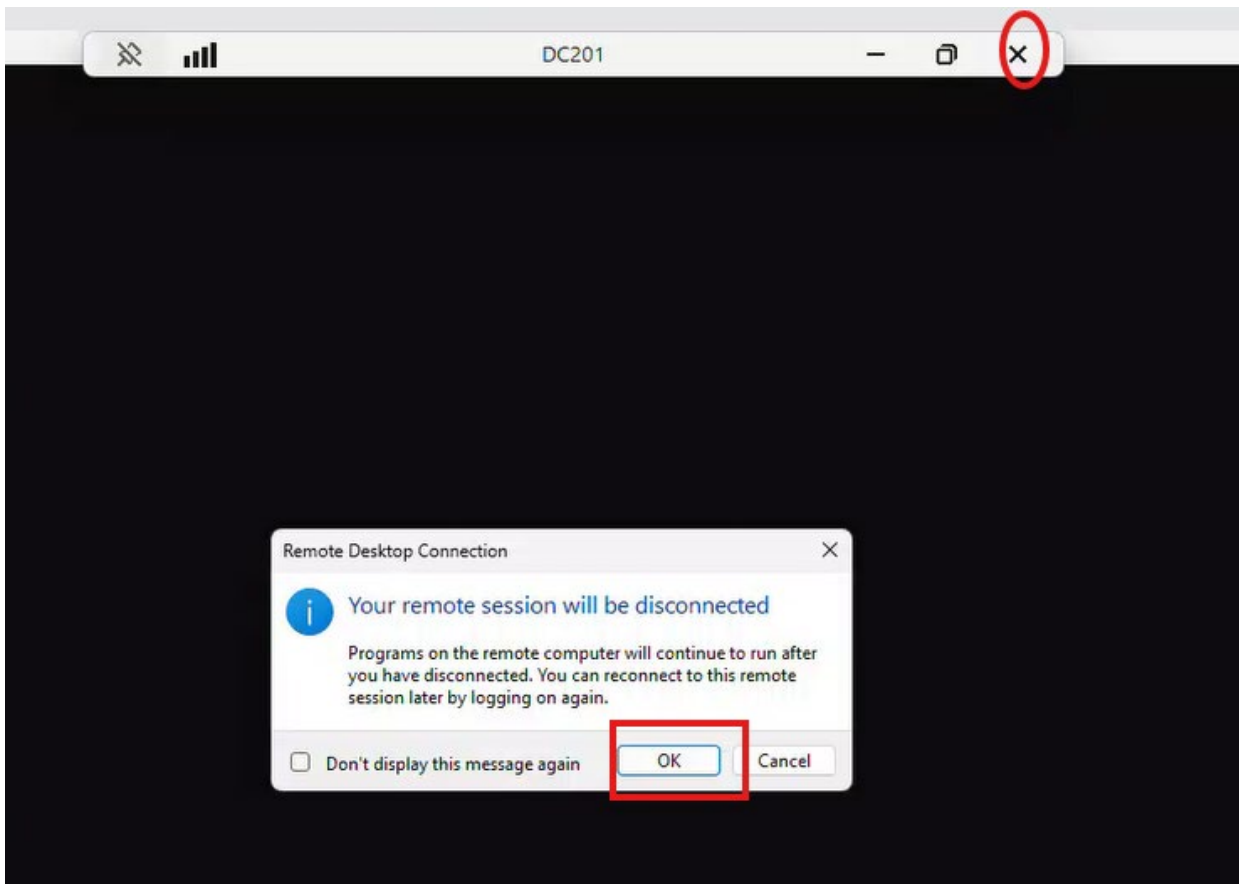 DC201
Remote Desktop Connection
Your remote session will be disconnected
Programs on the remote computer will continue to run after
you have disconnected. You can reconnect to this remote
session later by logging on again.
Don't display this message again
OK
Cancel